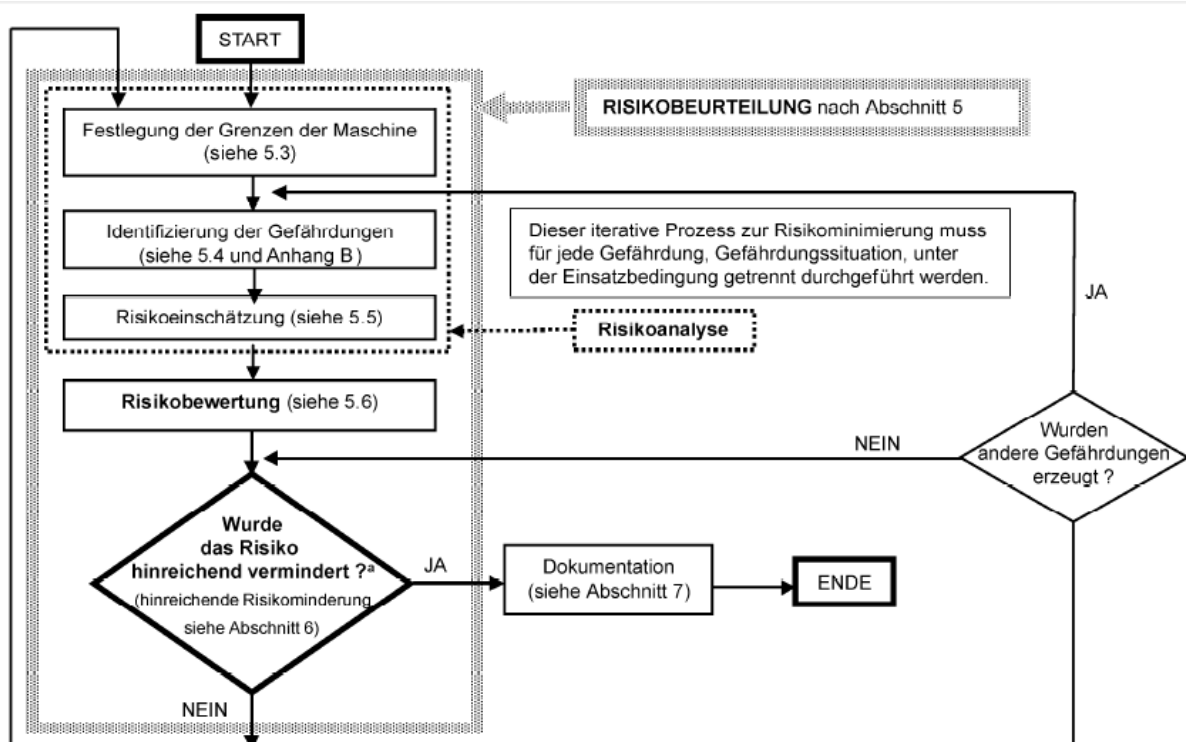 START
RISIKOBEURTEILUNG nach Abschnitt 5
Festlegung der Grenzen der Maschine
(siehe 5.3)
Identifizierung der Gefährdungen
(siehe 5.4 und Anhang B )
Dieser iterative Prozess zur Risikominimierung muss
für jede Gefährdung, Gefährdungssituation, unter
der Einsatzbedingung getrennt durchgeführt werden.
JA
Risikoeinschätzung (siehe 5.5)
Risikoanalyse
Risikobewertung (siehe 5.6)
NEIN
Wurden
andere Gefährdungen
erzeugt ?
Wurde
das Risiko
hinreichend vermindert ?ª
(hinreichende Risikominderung
siehe Abschnitt 6)
JA
Dokumentation
(siehe Abschnitt 7)
ENDE
NEIN